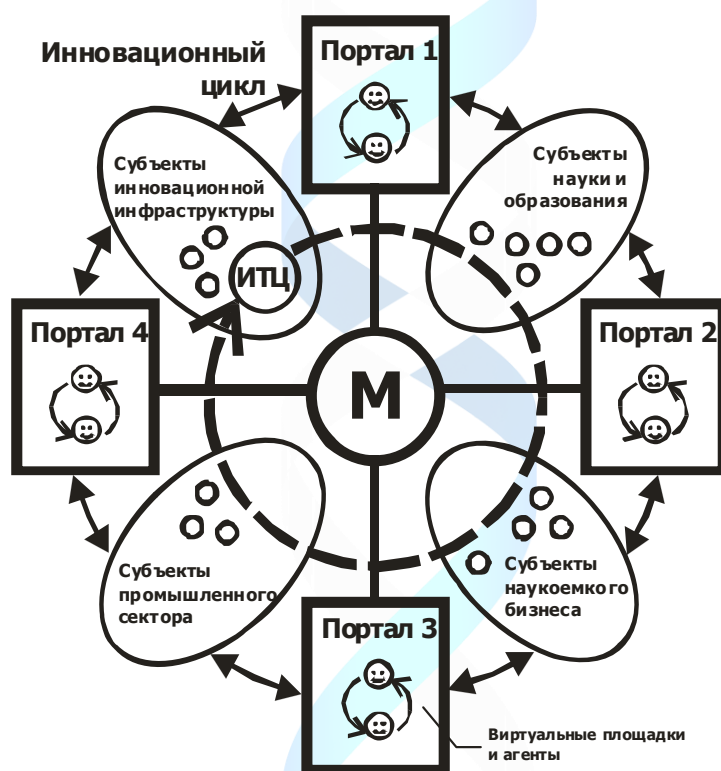 Инновационный
цикл
Портал 1
Субъекты
инновационной
инфраструктуры
Субъекты
науки и
образования
ИТЦ
Портал 4
Портал 2
М
Субъекты
промышленного
сектора
Субъекты
наукоемкого
бизнеса
Портал 3
Виртуальные площадки
и агенты